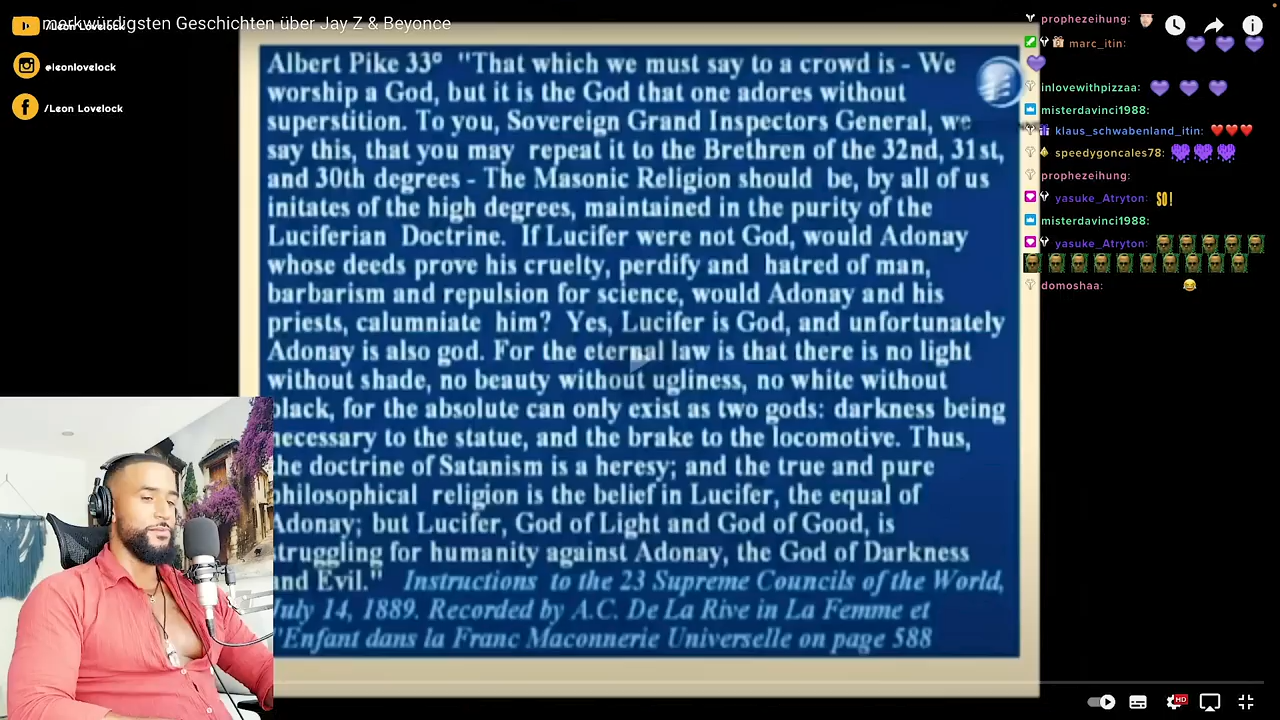 merkwürdigsten Geschichten über Jay Z & Beyonce
/Leon Lovelock
@leonlovelock
/Leon Lovelock
Albert Pike 33° "That which we must say to a crowd is - We
worship a God, but it is the God that one adores without
superstition. To you, Sovereign Grand Inspectors General, we
say this, that you may repeat it to the Brethren of the 32nd, 31st,
and 30th degrees - The Masonic Religion should be, by all of us
initates of the high degrees, maintained in the purity of the
Luciferian Doctrine. If Lucifer were not God, would Adonay
whose deeds prove his cruelty, perdify and hatred of man,
barbarism and repulsion for science, would Adonay and his
priests, calumniate him? Yes, Lucifer is God, and unfortunately
Adonay is also god. For the eternal law is that there is no light
without shade, no beauty without ugliness, no white without
black, for the absolute can only exist as two gods: darkness being
necessary to the statue, and the brake to the locomotive. Thus,
the doctrine of Satanism is a heresy; and the true and pure
philosophical religion is the belief in Lucifer, the equal of
Adonay; but Lucifer, God of Light and God of Good, is
struggling for humanity against Adonay, the God of Darkness
and Evil." Instructions to the 23 Supreme Councils of the World,
July 14, 1889. Recorded by A.C. De La Rive in La Femme et
"Enfant dans la Franc Maconnerie Universelle on page 588
prophezeihung:
marc_itin:
inlovewithpizzaa:
misterdavinci1988:
klaus_schwabenland_itin:
speedygoncales78:
prophezeihung:
yasuke_Atryton: SO!
misterdavinci1988:
yasuke_Atryton:
domoshaa:
HD